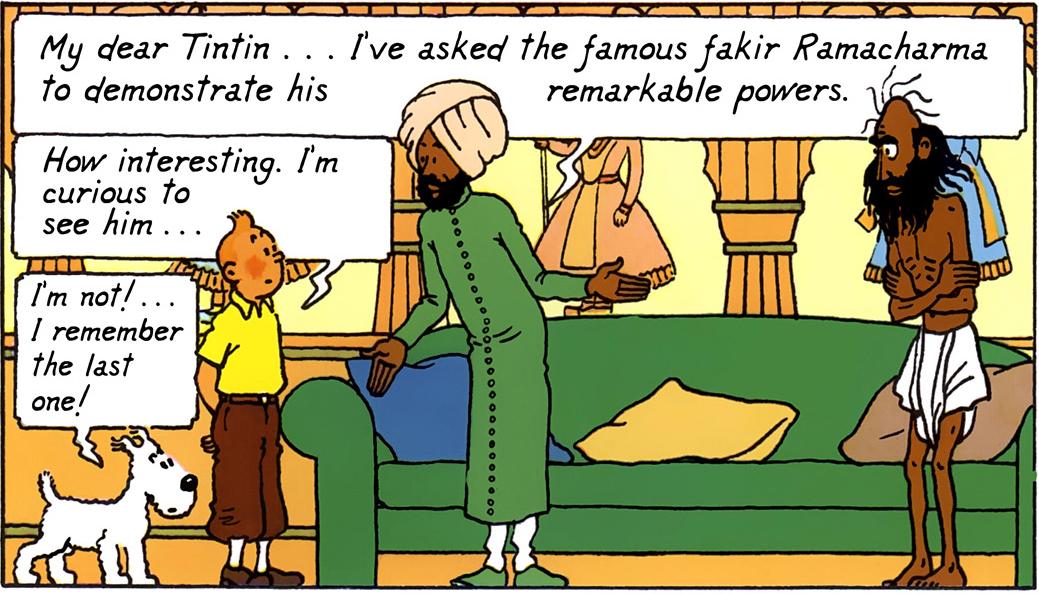 My dear Tintin . . . I've asked the famous fakir Ramacharma
to demonstrate his remarkable powers.
How interesting. I'm
curious to
see him . . .
I'm not! . . .
I remember
the last
one!